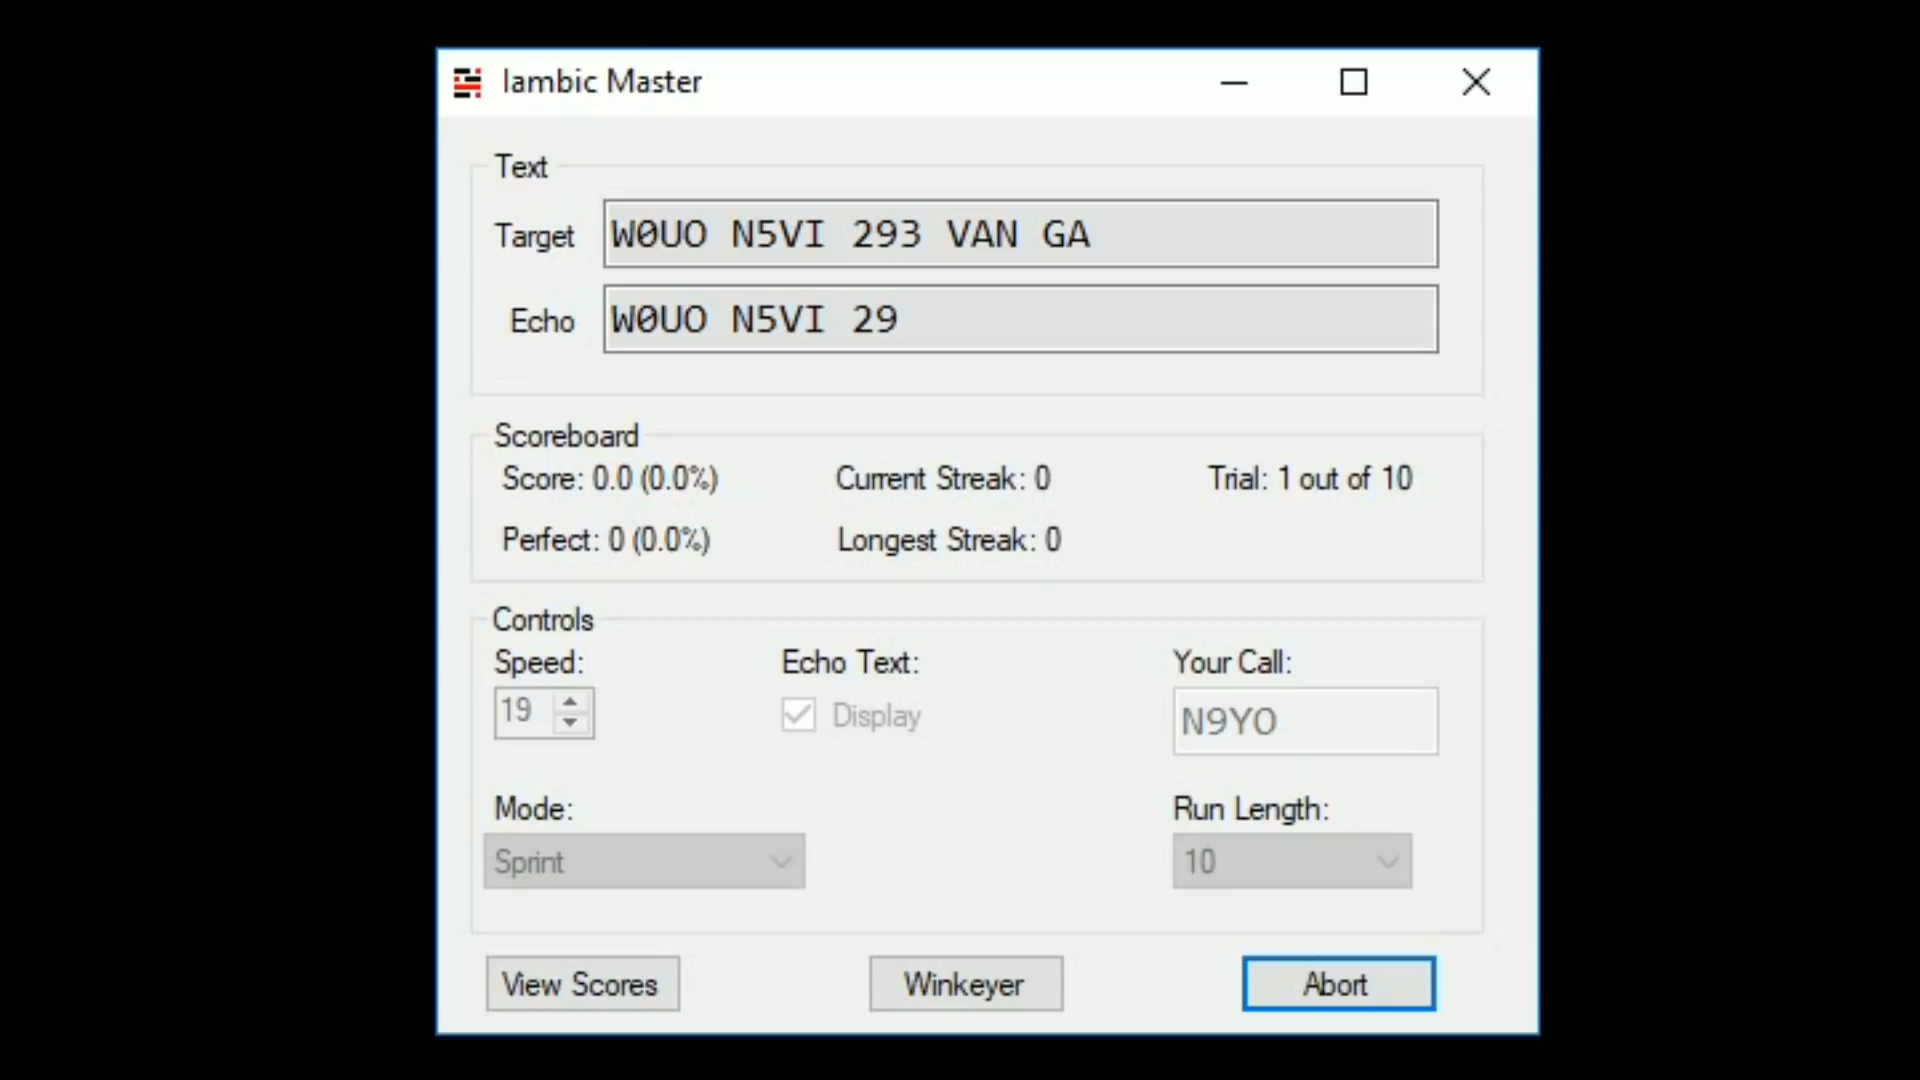 Iambic Master
Text
Target W0UO N5VI 293 VAN GA
Echo W0UO N5VI 29
Scoreboard
Score: 0.0 (0.0%) Current Streak: 0 Trial: 1 out of 10
Perfect: 0 (0.0%) Longest Streak: 0
Controls
Speed: Echo Text: Your Call:
19 Display N9YO
Mode: Run Length:
Sprint 10
View Scores Winkeyer Abort